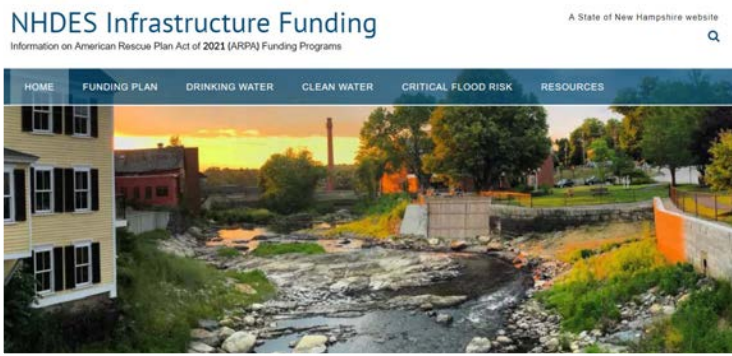 NHDES Infrastructure Funding
A State of New Hampshire website
Information on American Rescue Plan Act of 2021 (ARPA) Funding Programs
HOME FUNDING PLAN DRINKING WATER CLEAN WATER CRITICAL FLOOD RISK RESOURCES